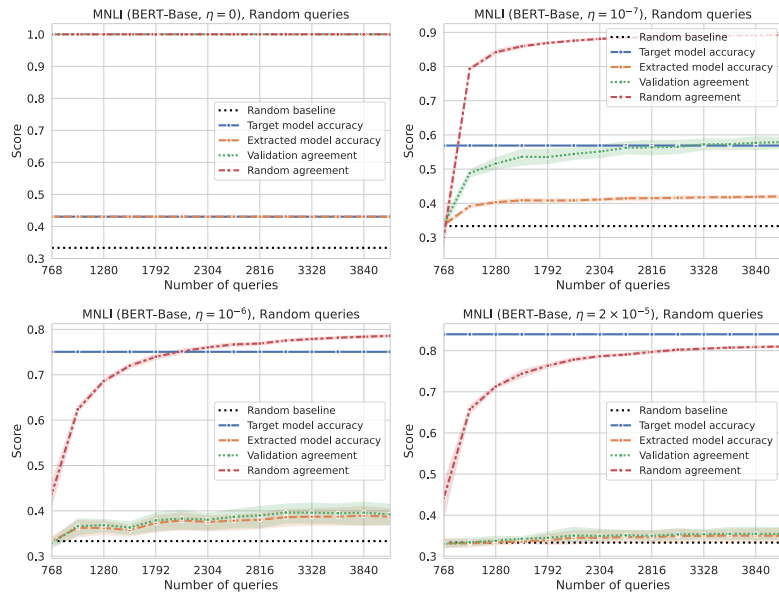 MNLI (BERT-Base, η = 0), Random queries
1.0
0.9
0.8
0.7
0.6
0.5
0.4
0.3
Score
Random baseline
Target model accuracy
Extracted model accuracy
Validation agreement
Random agreement
768 1280 1792 2304 2816 3328 3840
Number of queries
MNLI (BERT-Base, η = 10⁻⁷), Random queries
0.9
0.8
0.7
0.6
0.5
0.4
0.3
Score
Random baseline
Target model accuracy
Extracted model accuracy
Validation agreement
Random agreement
768 1280 1792 2304 2816 3328 3840
Number of queries
MNLI (BERT-Base, η = 10⁻⁶), Random queries
0.8
0.7
0.6
0.5
0.4
0.3
Score
Random baseline
Target model accuracy
Extracted model accuracy
Validation agreement
Random agreement
768 1280 1792 2304 2816 3328 3840
Number of queries
MNLI (BERT-Base, η = 2 × 10⁻⁵), Random queries
0.8
0.7
0.6
0.5
0.4
0.3
Score
Random baseline
Target model accuracy
Extracted model accuracy
Validation agreement
Random agreement
768 1280 1792 2304 2816 3328 3840
Number of queries